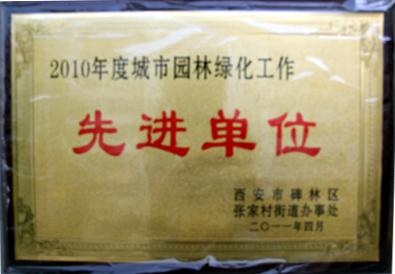 2010年度城市园林绿化工作
先进单位
西安市碑林区
张家村街道办事处
二〇一一年四月